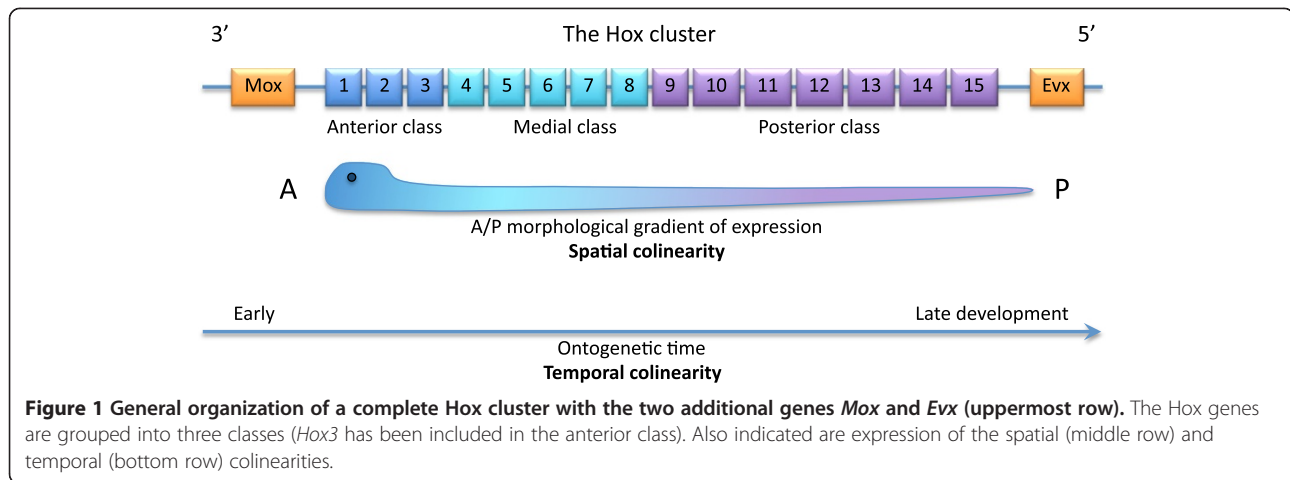 3’ The Hox cluster 5’
Mox 1 2 3 4 5 6 7 8 9 10 11 12 13 14 15 Evx
Anterior class Medial class Posterior class
A P
A/P morphological gradient of expression
Spatial colinearity
Early Late development
Ontogenetic time
Temporal colinearity
Figure 1 General organization of a complete Hox cluster with the two additional genes Mox and Evx (uppermost row). The Hox genes
are grouped into three classes (Hox3 has been included in the anterior class). Also indicated are expression of the spatial (middle row) and
temporal (bottom row) colinearities.